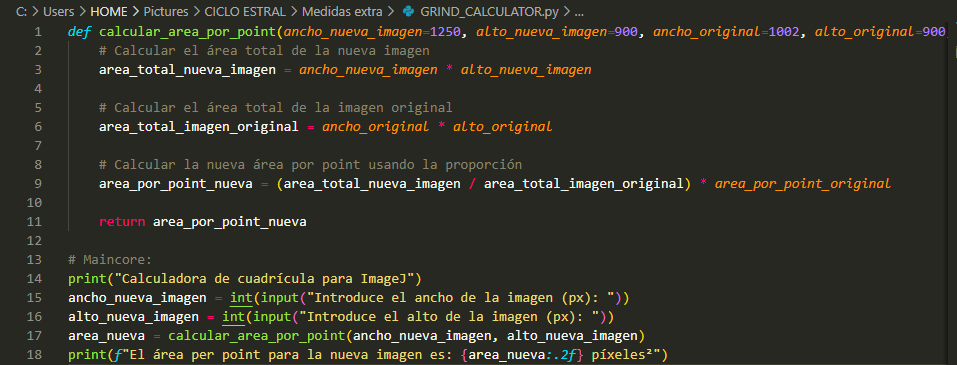 C: > Users > HOME > Pictures > CICLO ESTRAL > Medidas extra > GRIND_CALCULATOR.py > ...
1 def calcular_area_por_point(ancho_nueva_imagen=1250, alto_nueva_imagen=900, ancho_original=1002, alto_original=900
2 # Calcular el área total de la nueva imagen
3 area_total_nueva_imagen = ancho_nueva_imagen * alto_nueva_imagen
4
5 # Calcular el área total de la imagen original
6 area_total_imagen_original = ancho_original * alto_original
7
8 # Calcular la nueva área por point usando la proporción
9 area_por_point_nueva = (area_total_nueva_imagen / area_total_imagen_original) * area_por_point_original
10
11 return area_por_point_nueva
12
13 # Maincore:
14 print("Calculadora de cuadrícula para ImageJ")
15 ancho_nueva_imagen = int(input("Introduce el ancho de la imagen (px): "))
16 alto_nueva_imagen = int(input("Introduce el alto de la imagen (px): "))
17 area_nueva = calcular_area_por_point(ancho_nueva_imagen, alto_nueva_imagen)
18 print(f"El área per point para la nueva imagen es: {area_nueva:.2f} píxeles²")